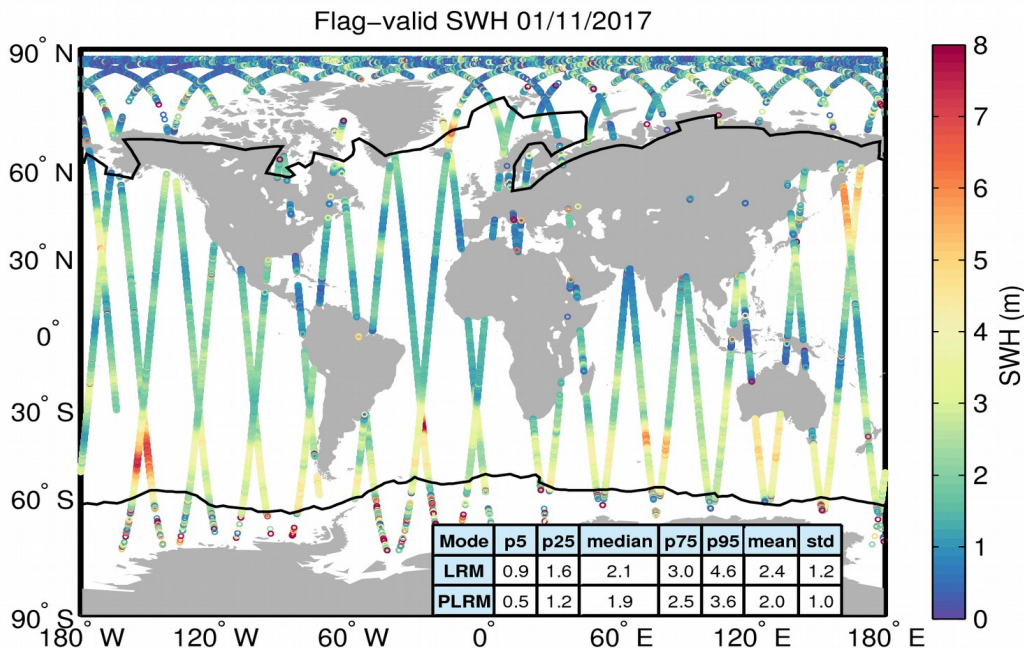 Flag−valid SWH 01/11/2017
90° N
60° N
30° N
0°
30° S
60° S
90° S
180° W
120° W
60° W
0°
60° E
120° E
180° E
Mode p5 p25 median p75 p95 mean std
LRM 0.9 1.6 2.1 3.0 4.6 2.4 1.2
PLRM 0.5 1.2 1.9 2.5 3.6 2.0 1.0
8
7
6
5
4
3
2
1
0
SWH (m)